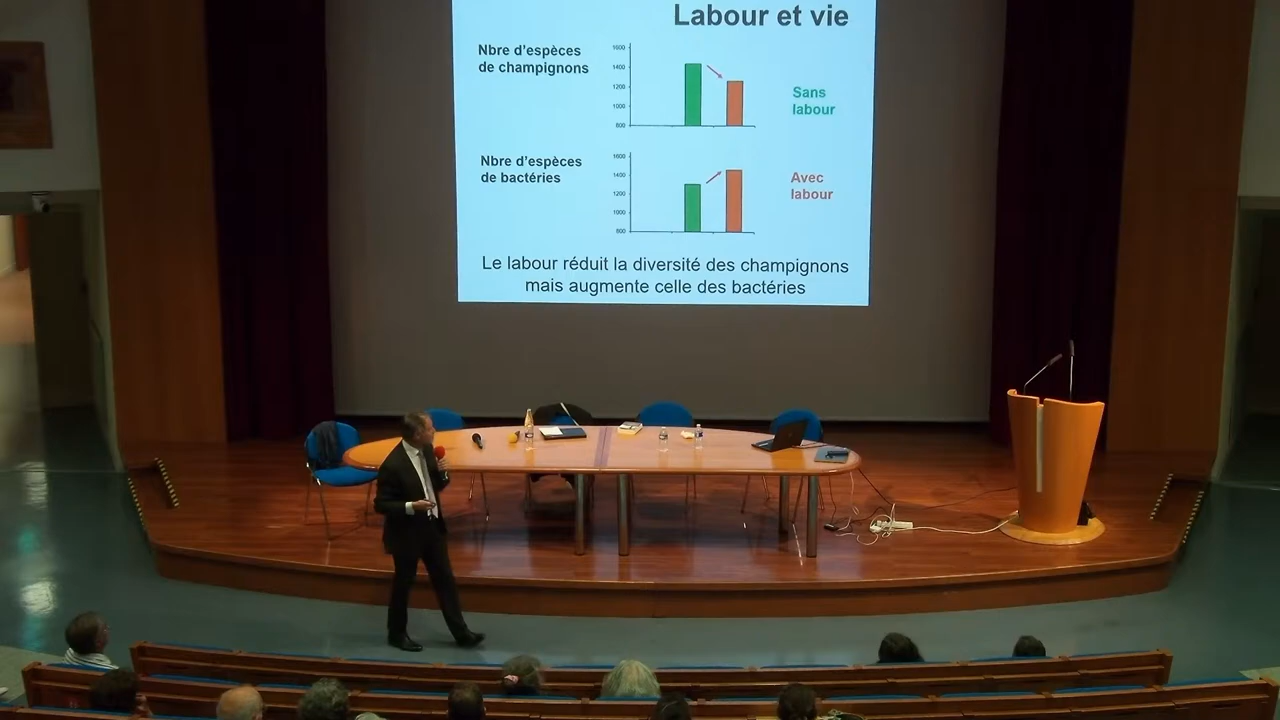 Labour et vie
Nbre d'espèces
de champignons
1600
1400
1200
1000
800
Sans
labour
Nbre d'espèces
de bactéries
1600
1400
1200
1000
800
Avec
labour
Le labour réduit la diversité des champignons
mais augmente celle des bactéries